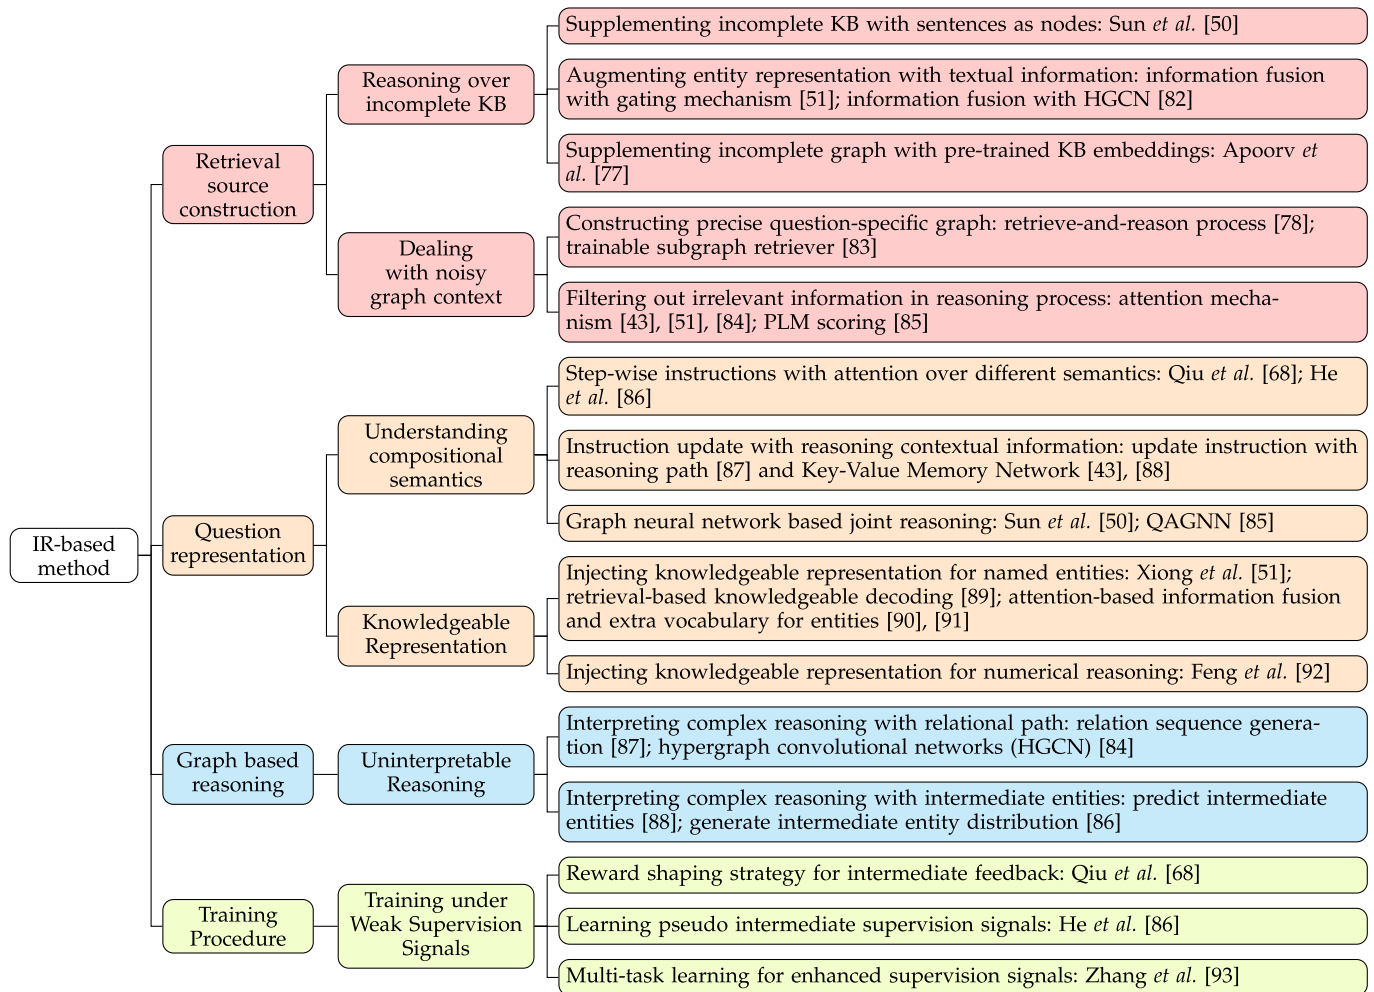 Supplementing incomplete KB with sentences as nodes: Sun et al. [50]
Reasoning over
incomplete KB
Augmenting entity representation with textual information: information fusion
with gating mechanism [51]; information fusion with HGCN [82]
Supplementing incomplete graph with pre-trained KB embeddings: Apoorv et
al. [77]
Retrieval
source
construction
Dealing
with noisy
graph context
Constructing precise question-specific graph: retrieve-and-reason process [78];
trainable subgraph retriever [83]
Filtering out irrelevant information in reasoning process: attention mecha-
nism [43], [51], [84]; PLM scoring [85]
Step-wise instructions with attention over different semantics: Qiu et al. [68]; He
et al. [86]
Understanding
compositional
semantics
Instruction update with reasoning contextual information: update instruction with
reasoning path [87] and Key-Value Memory Network [43], [88]
Graph neural network based joint reasoning: Sun et al. [50]; QAGNN [85]
IR-based
method
Question
representation
Injecting knowledgeable representation for named entities: Xiong et al. [51];
retrieval-based knowledgeable decoding [89]; attention-based information fusion
and extra vocabulary for entities [90], [91]
Knowledgeable
Representation
Injecting knowledgeable representation for numerical reasoning: Feng et al. [92]
Graph based
reasoning
Uninterpretable
Reasoning
Interpreting complex reasoning with relational path: relation sequence genera-
tion [87]; hypergraph convolutional networks (HGCN) [84]
Interpreting complex reasoning with intermediate entities: predict intermediate
entities [88]; generate intermediate entity distribution [86]
Training
Procedure
Training under
Weak Supervision
Signals
Reward shaping strategy for intermediate feedback: Qiu et al. [68]
Learning pseudo intermediate supervision signals: He et al. [86]
Multi-task learning for enhanced supervision signals: Zhang et al. [93]